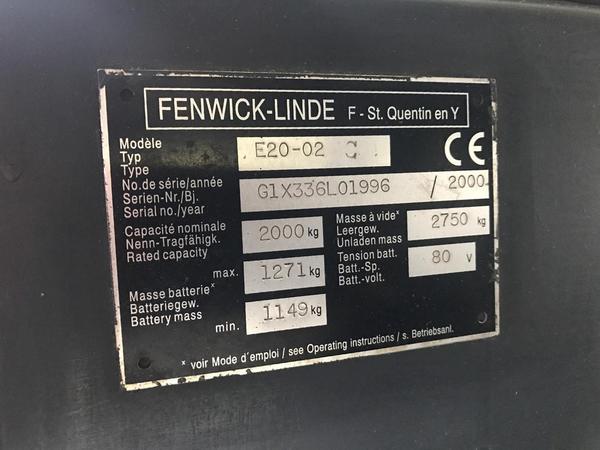 FENWICK-LINDE F - St. Quentin en Y
Modèle
Typ
Type
E20-02
CE
No. de série/année
Serien-Nr./Bj.
Serial no./year
G1X336L01996 / 2000
Capacité nominale
Nenn-Tragfähigk.
Rated capacity
2000 kg
Masse à vide*
Leergew.
Unladen mass
2750 kg
Masse batterie*
Batteriegew.
Battery mass
max. 1271 kg
min. 1149 kg
Tension batt.
Batt.-Sp.
Batt.-volt.
80 V
* voir Mode d'emploi / see Operating instructions / s. Betriebsanl.